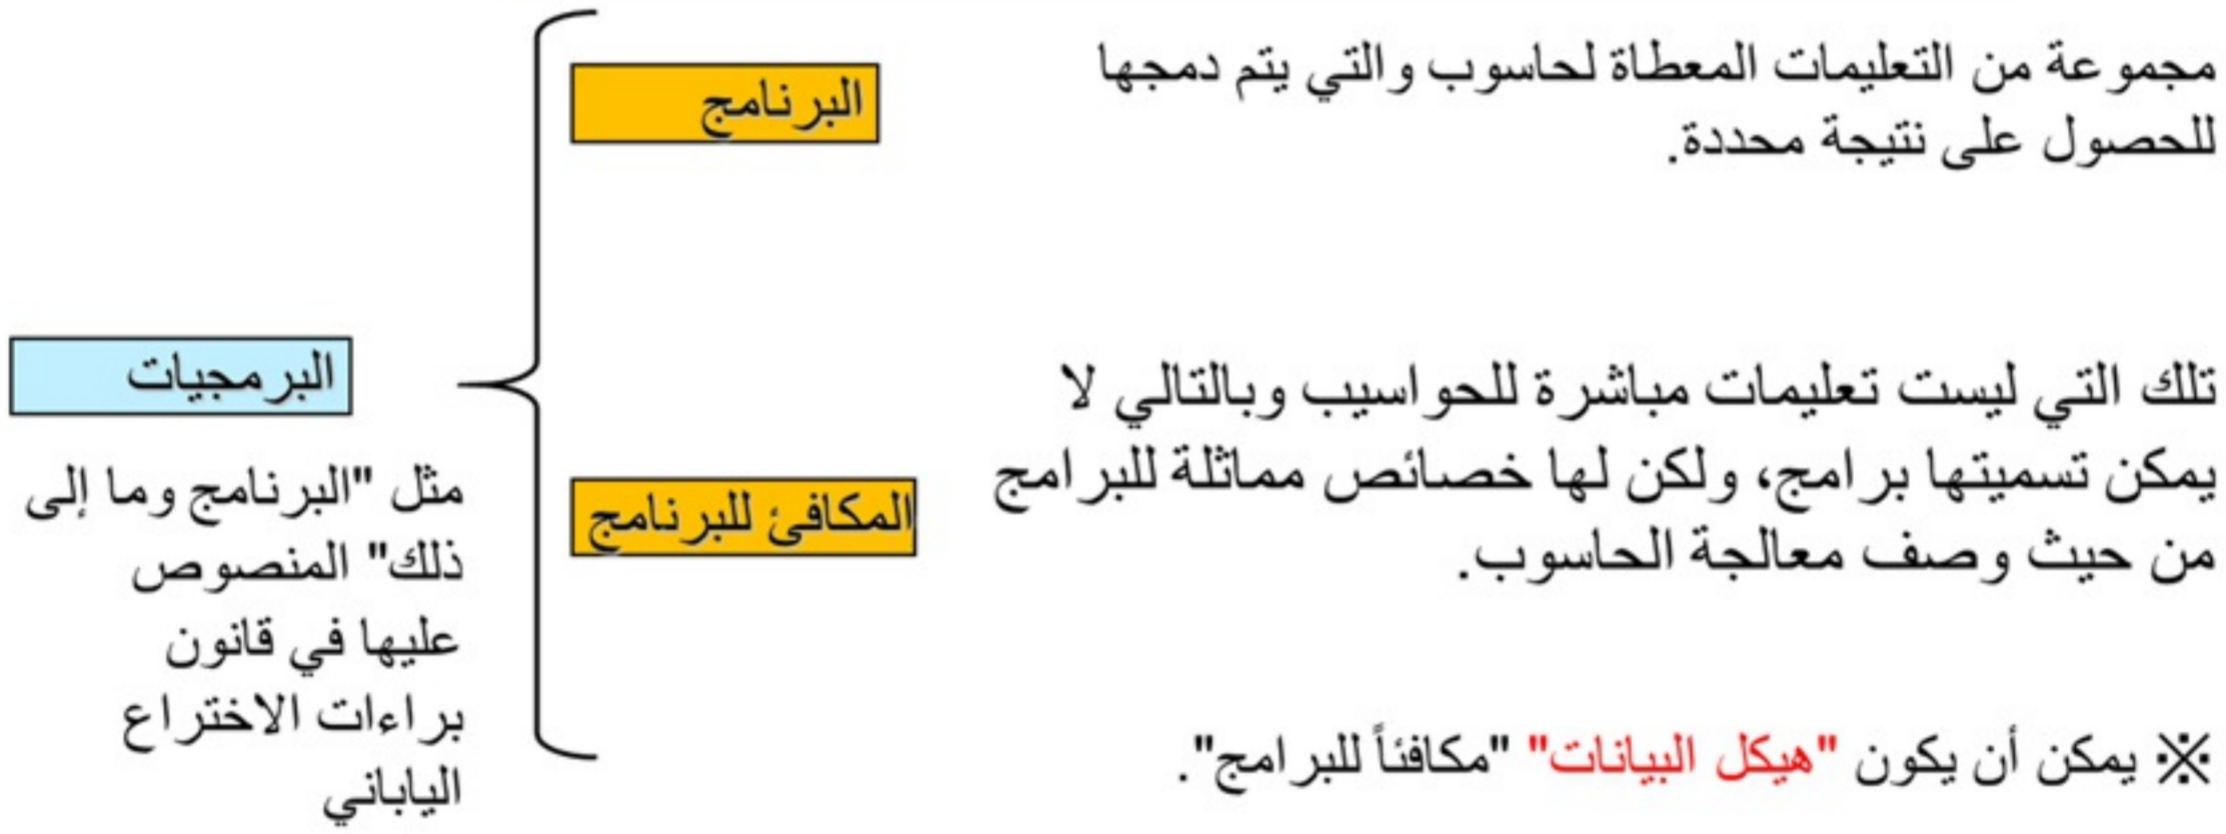 البرمجيات
مثل "البرنامج وما إلى
ذلك" المنصوص
عليها في قانون
براءات الاختراع
الياباني
البرنامج
مجموعة من التعليمات المعطاة لحاسوب والتي يتم دمجها
للحصول على نتيجة محددة.
المكافئ للبرنامج
تلك التي ليست تعليمات مباشرة للحواسيب وبالتالي لا
يمكن تسميتها برامج، ولكن لها خصائص مماثلة للبرامج
من حيث وصف معالجة الحاسوب.
※ يمكن أن يكون "هيكل البيانات" "مكافئاً للبرامج".